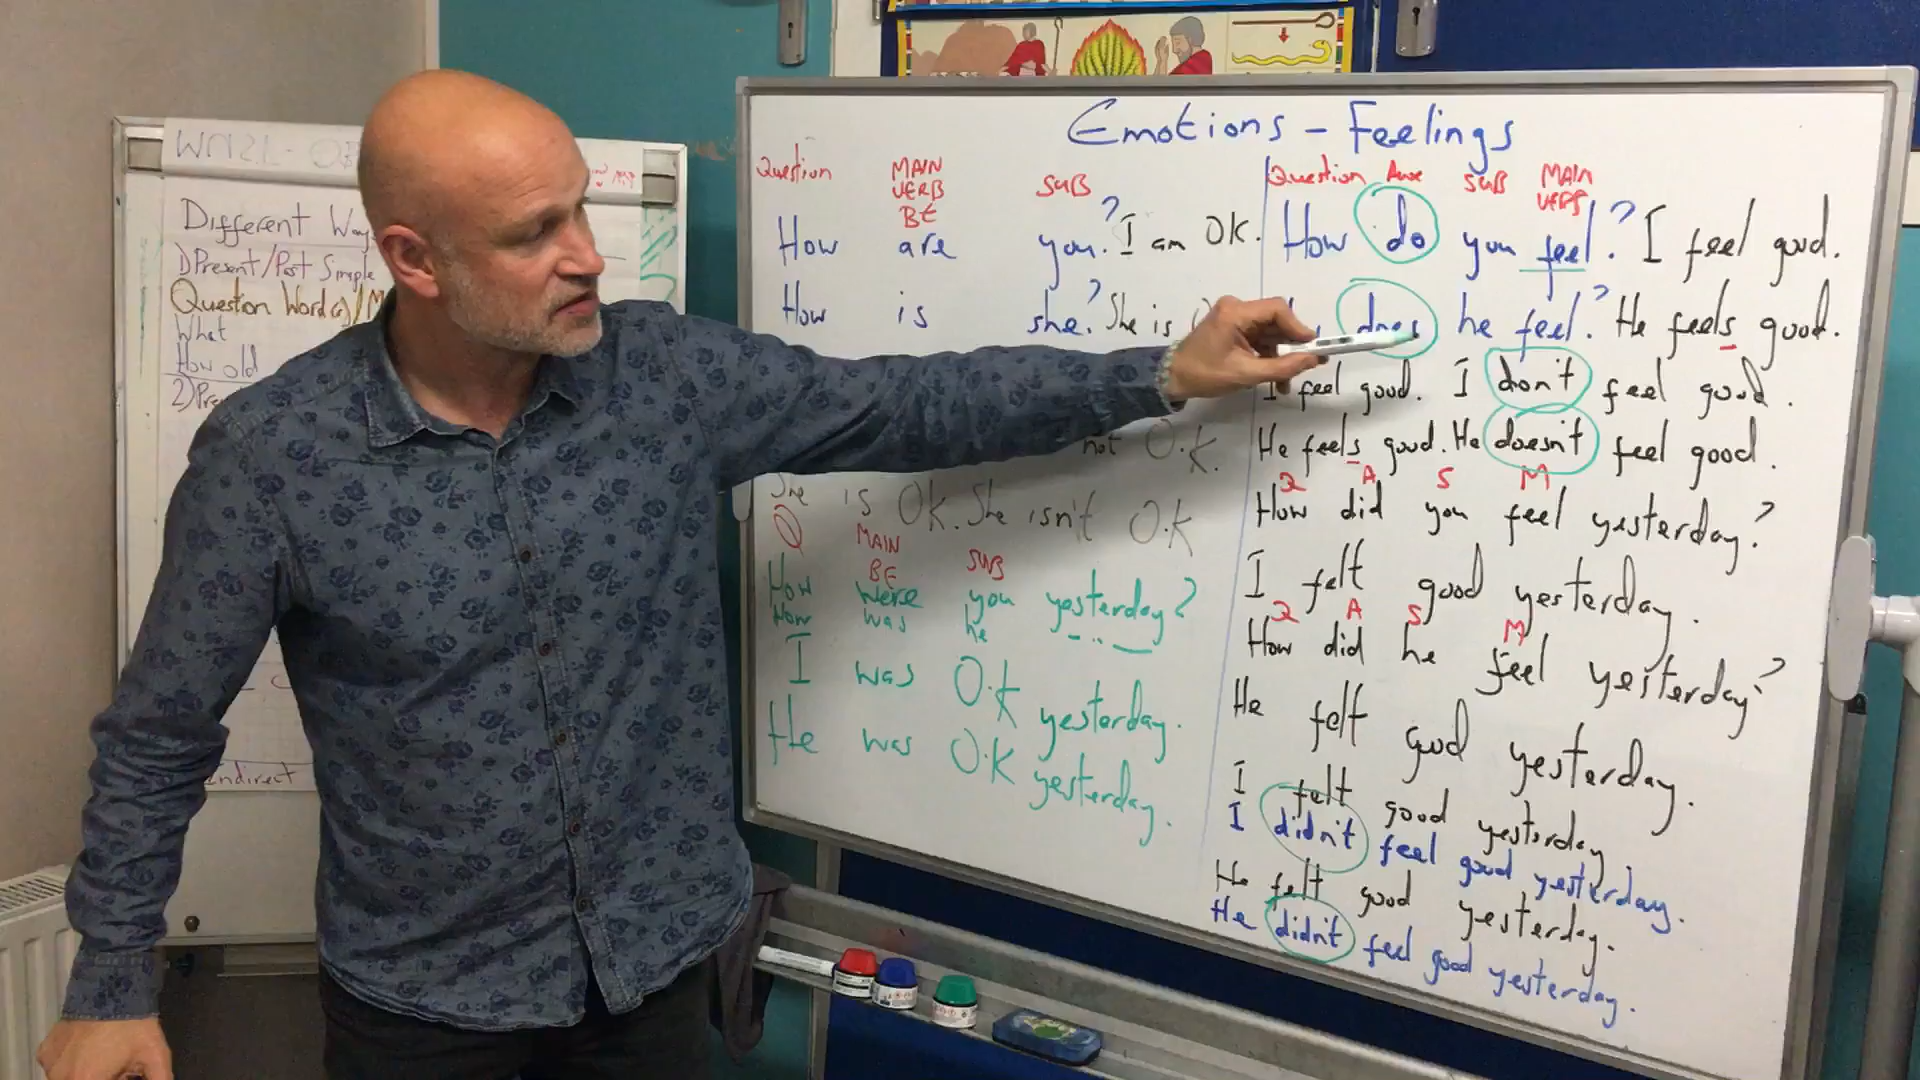 Different
1) Present/Past Simple
Question Word(s)/
What
How old
2)
indirect
Emotions - Feelings
Question MAIN VERB BE SUB
How are you? I am OK.
How is she? She is
not O.K.
She is OK. She isn't O.K
Q MAIN BE SUB
How were you yesterday?
How was he
I was O.K yesterday.
He was O.K yesterday.
Question Aux SUB MAIN VERB
How do you feel? I feel good.
does he feel? He feels good.
I feel good. I don't feel good.
He feels good. He doesn't feel good.
Q A S M
How did you feel yesterday?
I felt good yesterday.
Q A S M
How did he feel yesterday?
He felt good yesterday.
I felt good yesterday
I didn't feel good yesterday.
He felt good yesterday.
He didn't feel good yesterday.